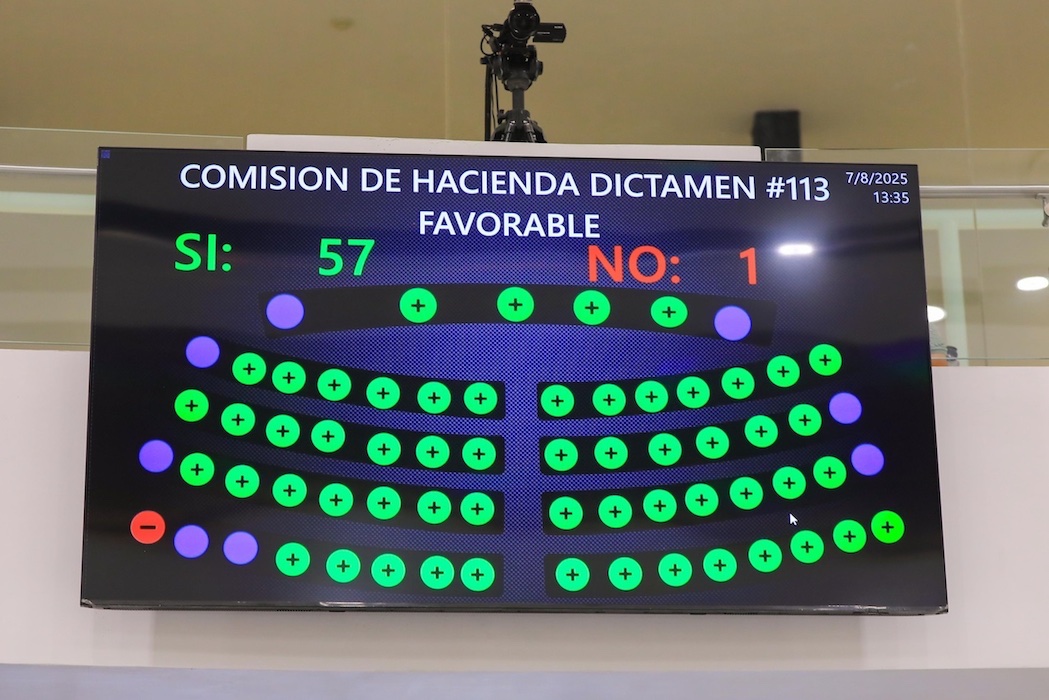 COMISION DE HACIENDA DICTAMEN #113
7/8/2025
13:35
FAVORABLE
SI: 57
NO: 1